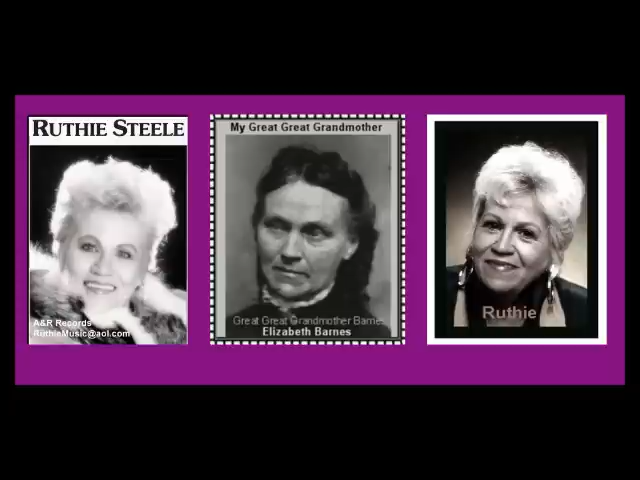 RUTHIE STEELE
A&R Records
RuthieMusic@aol.com
My Great Great Grandmother
Great Great Grandmother Barnes
Elizabeth Barnes
Ruthie